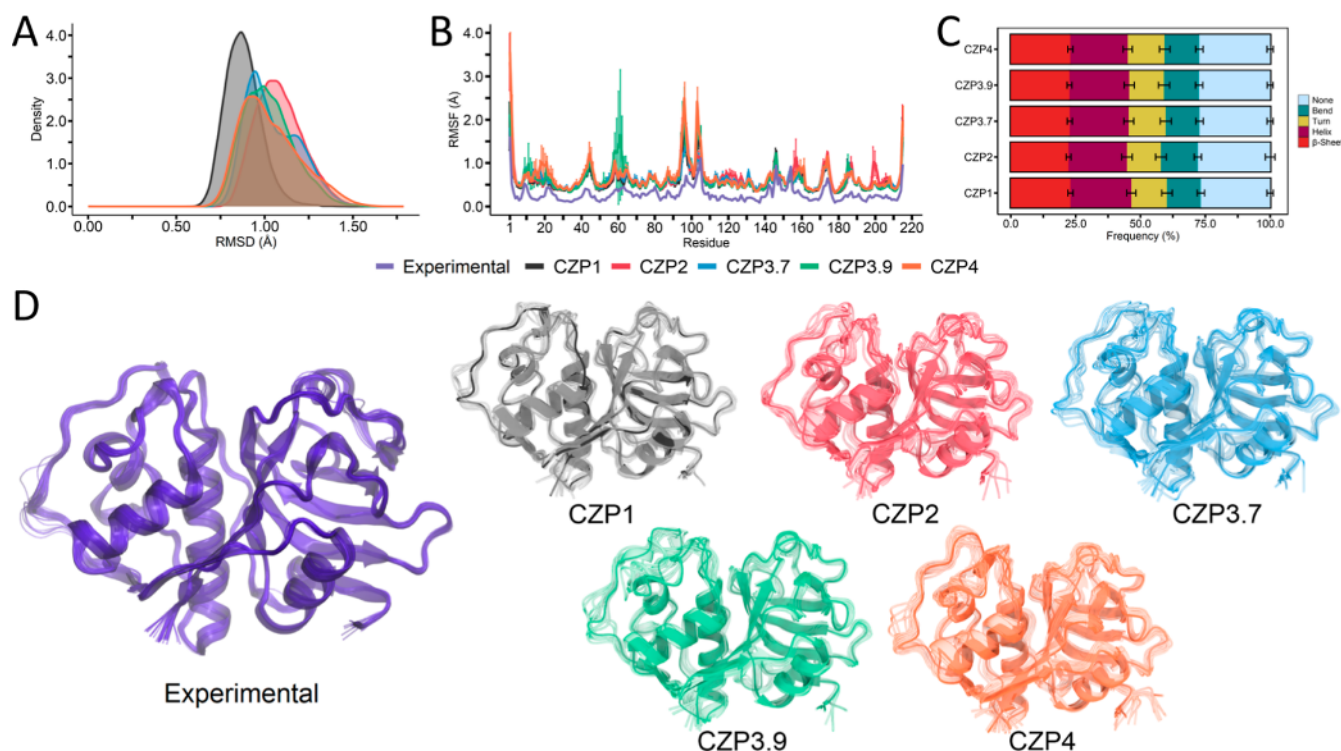 A
Density
4.0
3.0
2.0
1.0
0.0
0.00 0.50 1.00 1.50
RMSD (Å)
B
RMSF (Å)
4.0
3.0
2.0
1.0
0.0
1 20 40 60 80 100 120 140 160 180 200 220
Residue
C
CZP4
CZP3.9
CZP3.7
CZP2
CZP1
0.0 25.0 50.0 75.0 100.0
Frequency (%)
None
Bend
Turn
Helix
β-Shee
Experimental CZP1 CZP2 CZP3.7 CZP3.9 CZP4
D
Experimental
CZP1 CZP2 CZP3.7
CZP3.9 CZP4